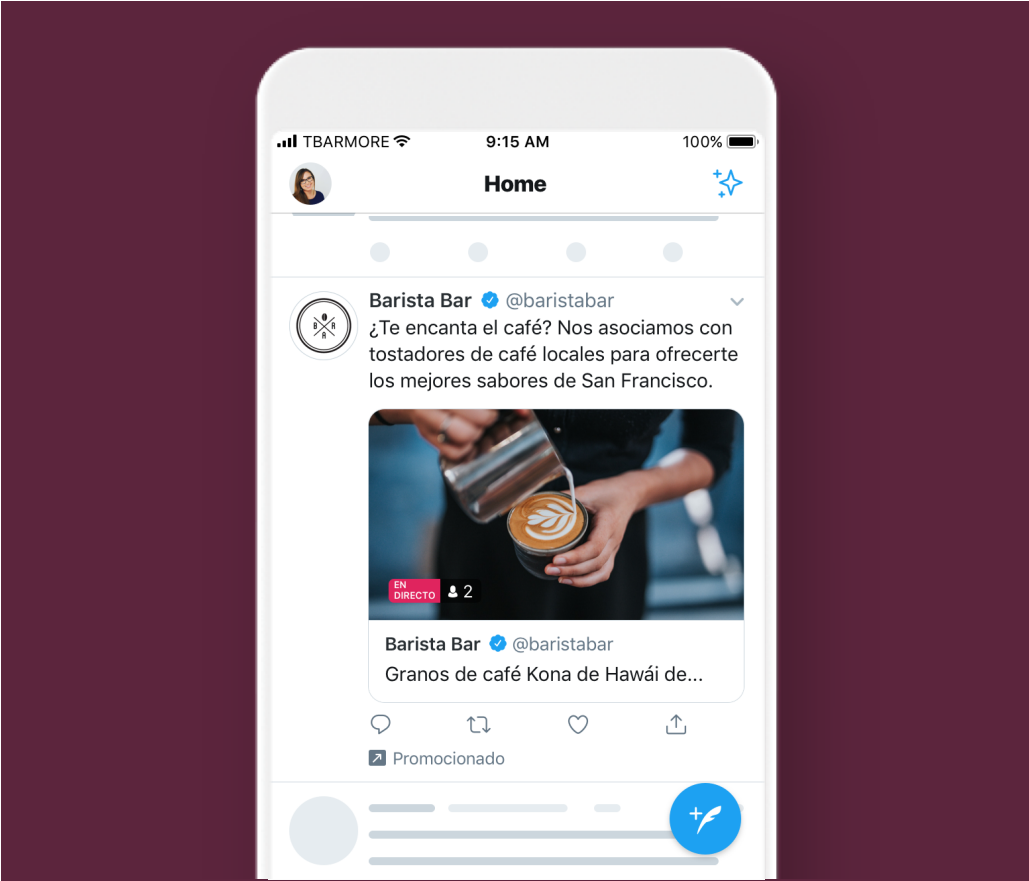 TBARMORE 9:15 AM 100%
Home
Barista Bar @baristabar
B A R A
¿Te encanta el café? Nos asociamos con
tostadores de café locales para ofrecerte
los mejores sabores de San Francisco.
EN
DIRECTO 2
Barista Bar @baristabar
Granos de café Kona de Hawái de...
Promocionado